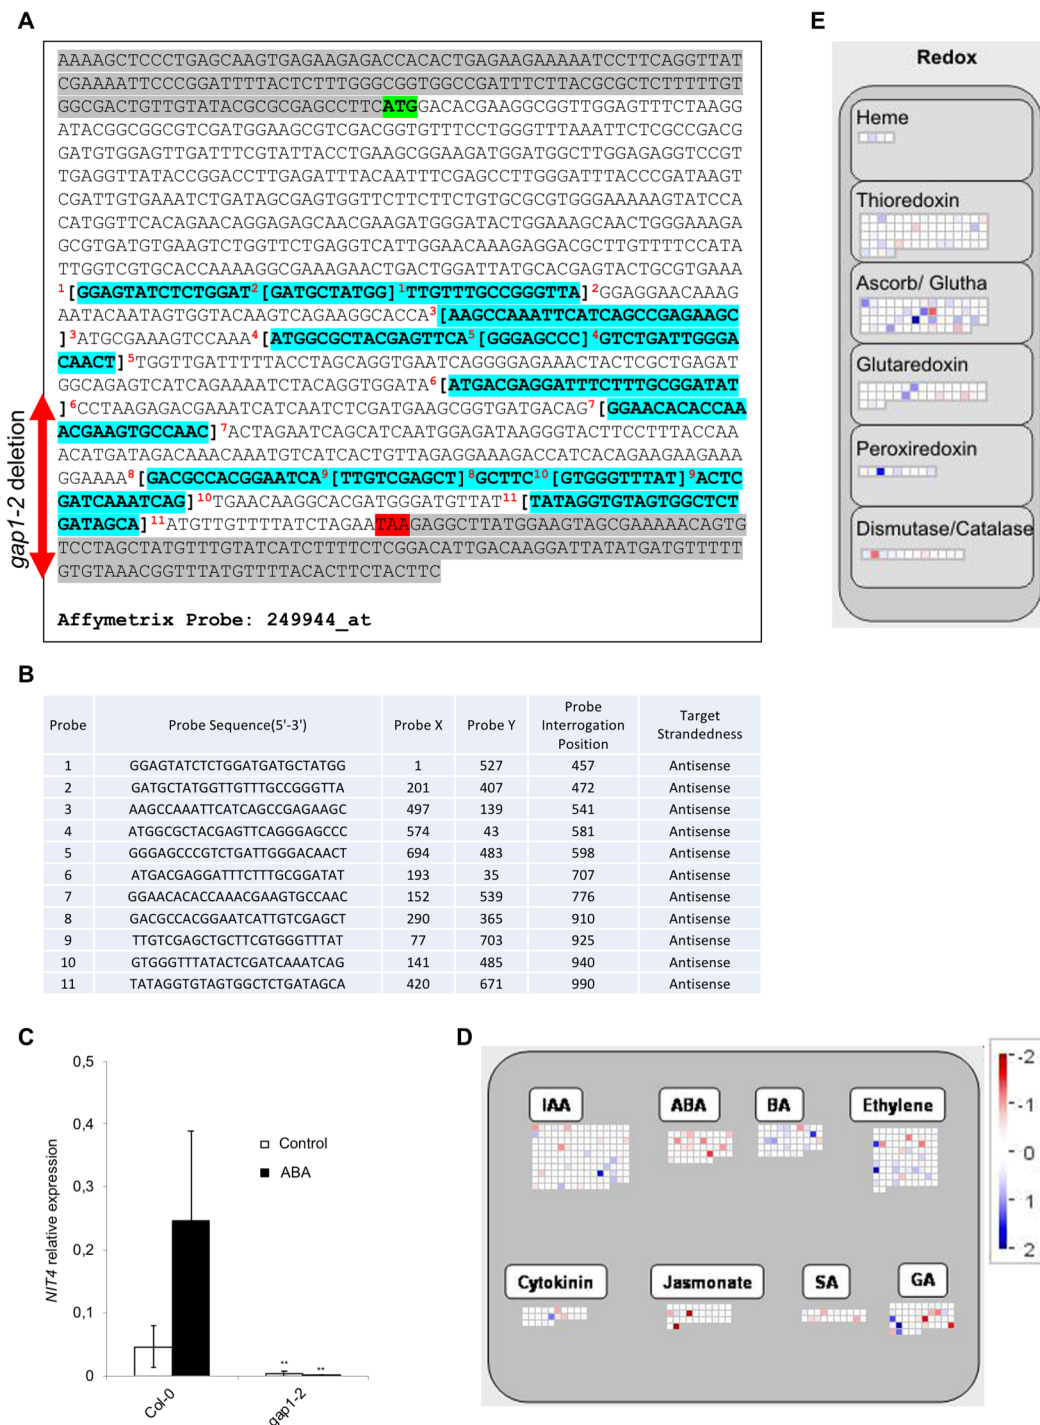 A
AAAAGCTCCCTGAGCAAGTGAGAAGAGACCACACTGAGAAGAAAAATCCTTCAGGTTAT
CGAAAATTCCCGGATTTTACTCTTTGGGCGGTGGCCGATTTCTTACGCGCTCTTTTTGT
GGCGACTGTTGTATACGCGCGAGCCTTCATGGACACGAAGGCGGTTGGAGTTTCTAAGG
ATACGGCGGCGTCGATGGAAGCGTCGACGGTGTTTCCTGGGTTTAAATTCTCGCCGACG
GATGTGGAGTTGATTTCGTATTACCTGAAGCGGAAGATGGATGGCTTGGAGAGGTCCGT
TGAGGTTATACCGGACCTTGAGATTTACAATTTCGAGCCTTGGGATTTACCCGATAAGT
CGATTGTGAAATCTGATAGCGAGTGGTTCTTCTTCTGTGCGCGTGGGAAAAAGTATCCA
CATGGTTCACAGAACAGGAGAGCAACGAAGATGGGATACTGGAAAGCAACTGGGAAAGA
GCGTGATGTGAAGTCTGGTTCTGAGGTCATTGGAACAAAGAGGACGCTTGTTTTCCATA
TTGGTCGTGCACCAAAAGGCGAAAGAACTGACTGGATTATGCACGAGTACTGCGTGAAA
1[GGAGTATCTCTGGAT2[GATGCTATGG]1TTGTTTGCCGGGTTA]2GGAGGAACAAAG
AATACAATAGTGGTACAAGTCAGAAGGCACCA3[AAGCCAAATTCATCAGCCGAGAAGC
]3ATGCGAAAGTCCAAA4[ATGGCGCTACGAGTTCA5[GGGAGCCC]4GTCTGATTGGGA
CAACT]5TGGTTGATTTTTACCTAGCAGGTGAATCAGGGGAGAAACTACGCTGAGAT
GGCAGAGTCATCAGAAAATCTACAGGTGGATA6[ATGACGAGGATTTCTTTGCGGATAT
]6CCTAAGAGACGAAATCATCAATCTCGATGAAGCGGTGATGACAG7[GGAACACACCAA
ACGAAGTGCCAAC]7ACTAGAATCAGCATCAATGGAGATAAGGGTACTTCCTTTACCAA
ACATGATAGACAAACAATGTTATCTAGAGGAAAGACCATCACAGAAGAAGAAAG
GGAAAA8[GACGCCACGGAATCA9[TTGTCGAGCT]8GCTTC10[GTGGGTTTAT]9ACTC
GATCAAATCAG]10TGAACAAGGCACGATGGGATGTTAT11[TATAGGTGTAGTGGCTCT
GATAGCA]11ATGTTGTTTTATCTAGAATAAGAGGCTTATGGAAGTAGCGAAAAACAGTG
TCCTAGCTATGTTTGTATCATCTTTTCTCGGACATTGACAAGGATTATATGATGTTTTT
GTGTAAACGGTTTATGTTTTACACTTCTACTTC
gap1-2 deletion
Affymetrix Probe: 249944_at
B
Probe Probe Sequence(5'-3') Probe X Probe Y Probe Interrogation Position Target Strandedness
1 GGAGTATCTCTGGATGATGCTATGG 1 527 457 Antisense
2 GATGCTATGGTTGTTTGCCGGGTTA 201 407 472 Antisense
3 AAGCCAAATTCATCAGCCGAGAAGC 497 139 541 Antisense
4 ATGGCGCTACGAGTTCAGGGAGCCC 574 43 581 Antisense
5 GGGAGCCCGTCTGATTGGGACAACT 694 483 598 Antisense
6 ATGACGAGGATTTCTTTGCGGATAT 193 35 707 Antisense
7 GGAACACACCAAACGAAGTGCCAAC 152 539 776 Antisense
8 GACGCCACGGAATCATTGTCGAGCT 290 365 910 Antisense
9 TTGTCGAGCTGCTTCGTGGGTTTAT 77 703 925 Antisense
10 GTGGGTTTATACTCGATCAAATCAG 141 485 940 Antisense
11 TATAGGTGTAGTGGCTCTGATAGCA 420 671 990 Antisense
C
NIT4 relative expression
0,5
0,4
0,3
0,2
0,1
0
Control
ABA
** **
Col-0
gap1-2
D
IAA ABA BA Ethylene
Cytokinin Jasmonate SA GA
-2
-1
0
1
2
E
Redox
Heme
Thioredoxin
Ascorb/ Glutha
Glutaredoxin
Peroxiredoxin
Dismutase/Catalase